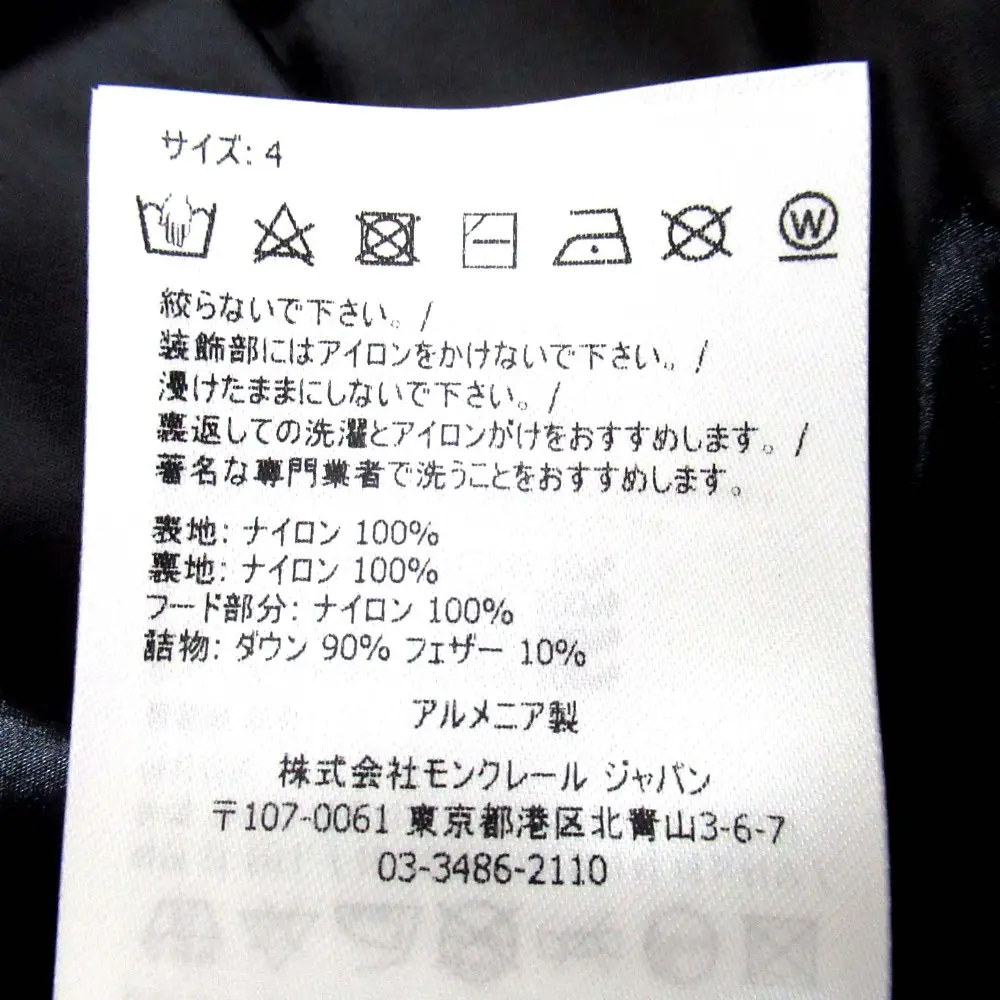 サイズ: 4
W
絞らないで下さい。/
装飾部にはアイロンをかけないで下さい。/
浸けたままにしないで下さい。/
裏返しての洗濯とアイロンがけをおすすめします。/
著名な専門業者で洗うことをおすすめします。
表地: ナイロン 100%
裏地: ナイロン 100%
フード部分: ナイロン 100%
詰物: ダウン 90% フェザー 10%
アルメニア製
株式会社モンクレール ジャパン
〒107-0061 東京都港区北青山3-6-7
03-3486-2110